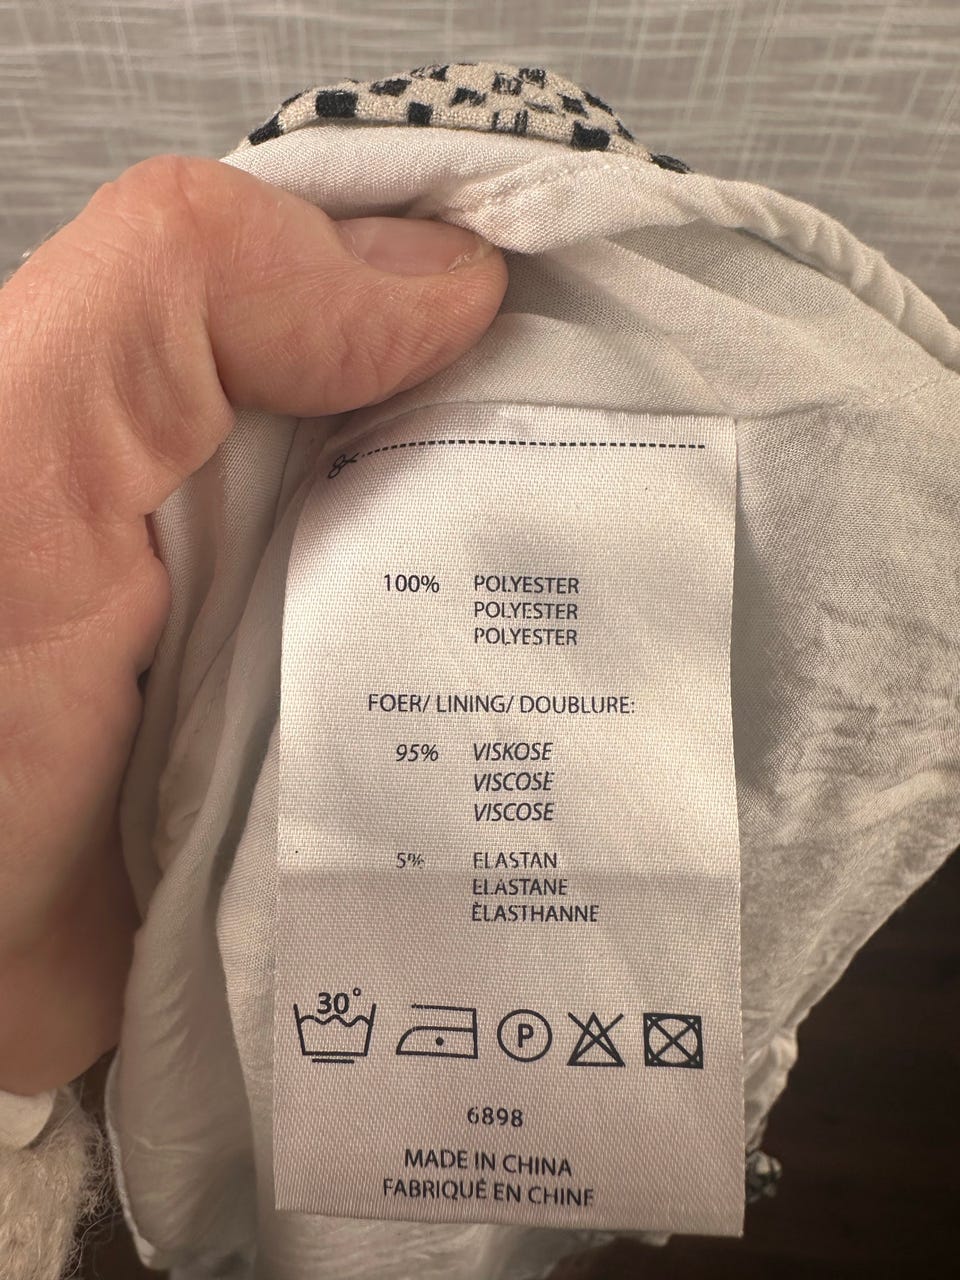 100% POLYESTER
POLYESTER
POLYESTER
FOER/ LINING/ DOUBLURE:
95% VISKOSE
VISCOSE
VISCOSE
5% ELASTAN
ELASTANE
ÈLASTHANNE
30°
P
6898
MADE IN CHINA
FABRIQUÉ EN CHINE